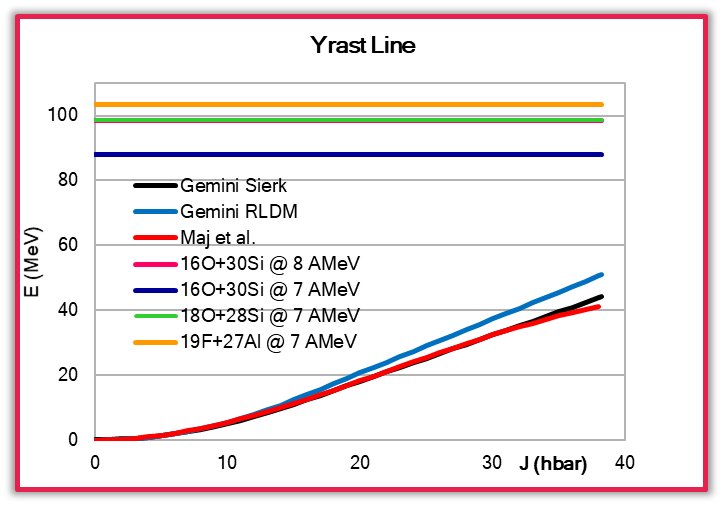 Yrast Line
100
80
60
40
20
0
E (MeV)
Gemini Sierk
Gemini RLDM
Maj et al.
16O+30Si @ 8 AMeV
16O+30Si @ 7 AMeV
18O+28Si @ 7 AMeV
19F+27Al @ 7 AMeV
0 10 20 30 J (hbar) 40